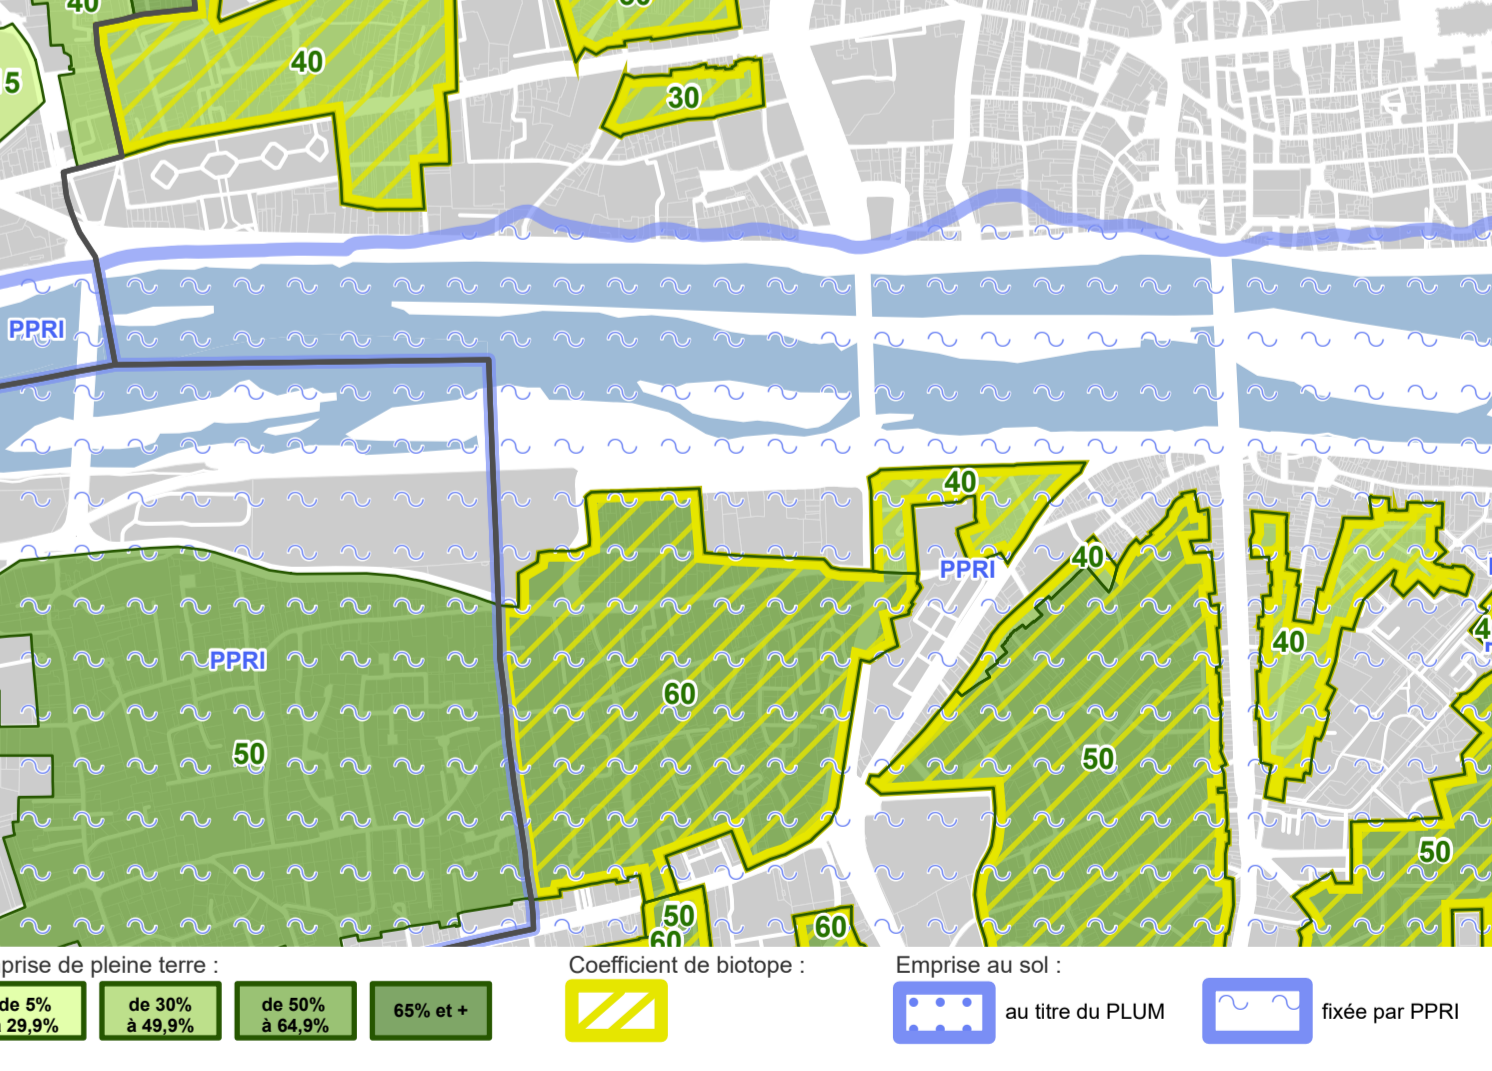 40
5
40
30
PPRI
40
PPRI
40
PPRI
40
60
50
50
50
50
60
60
prise de pleine terre :
Coefficient de biotope :
Emprise au sol :
de 5%
à 29,9%
de 30%
à 49,9%
de 50%
à 64,9%
65% et +
au titre du PLUM
fixée par PPRI